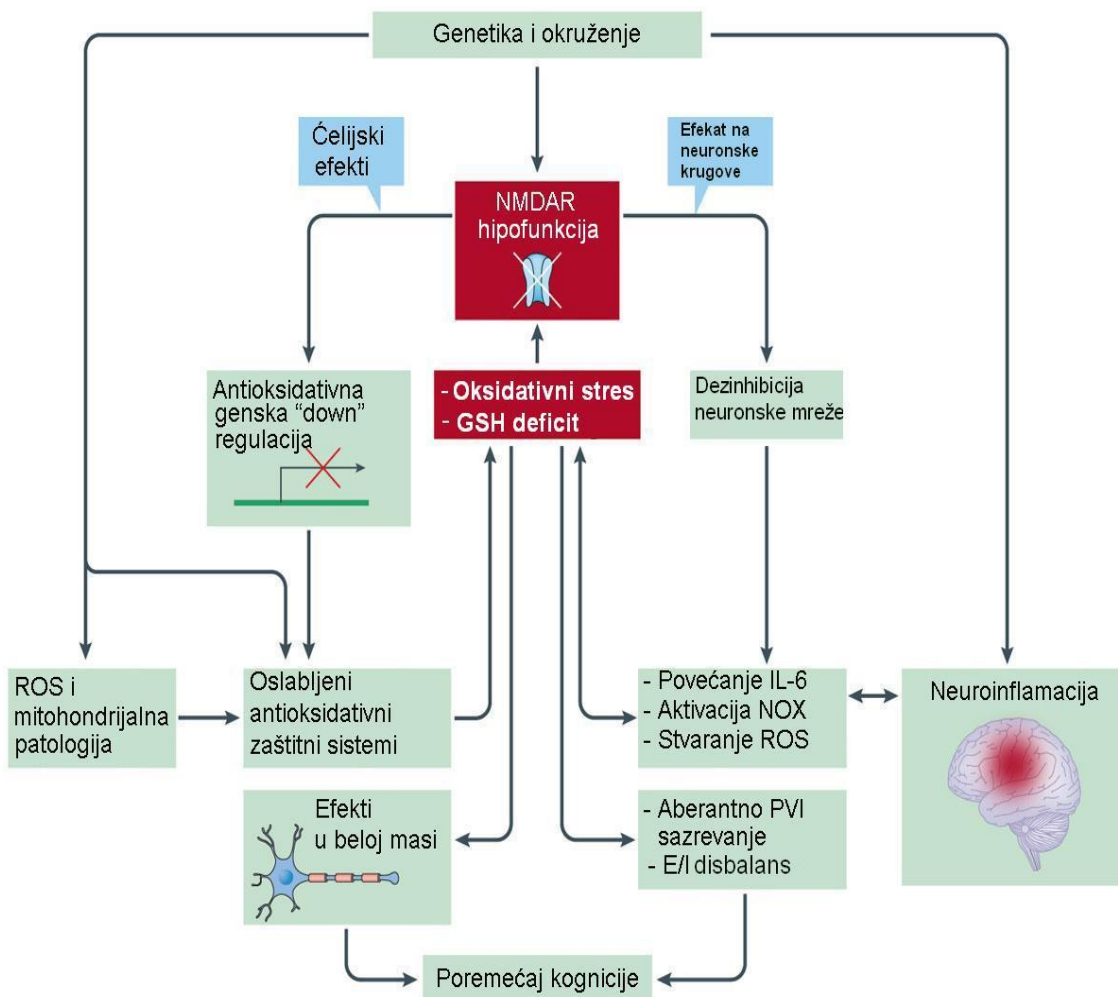 Genetika i okruženje
Ćelijski
efekti
Efekat na
neuronske
krugove
NMDAR
hipofunkcija
Antioksidativna
genska “down”
regulacija
- Oksidativni stres
- GSH deficit
Dezinhibicija
neuronske mreže
ROS i
mitohondrijalna
patologija
Oslabljeni
antioksidativni
zaštitni sistemi
- Povećanje IL-6
- Aktivacija NOX
- Stvaranje ROS
Neuroinflamacija
Efekti
u beloj masi
- Aberantno PVI
sazrevanje
- E/I disbalans
Poremećaj kognicije